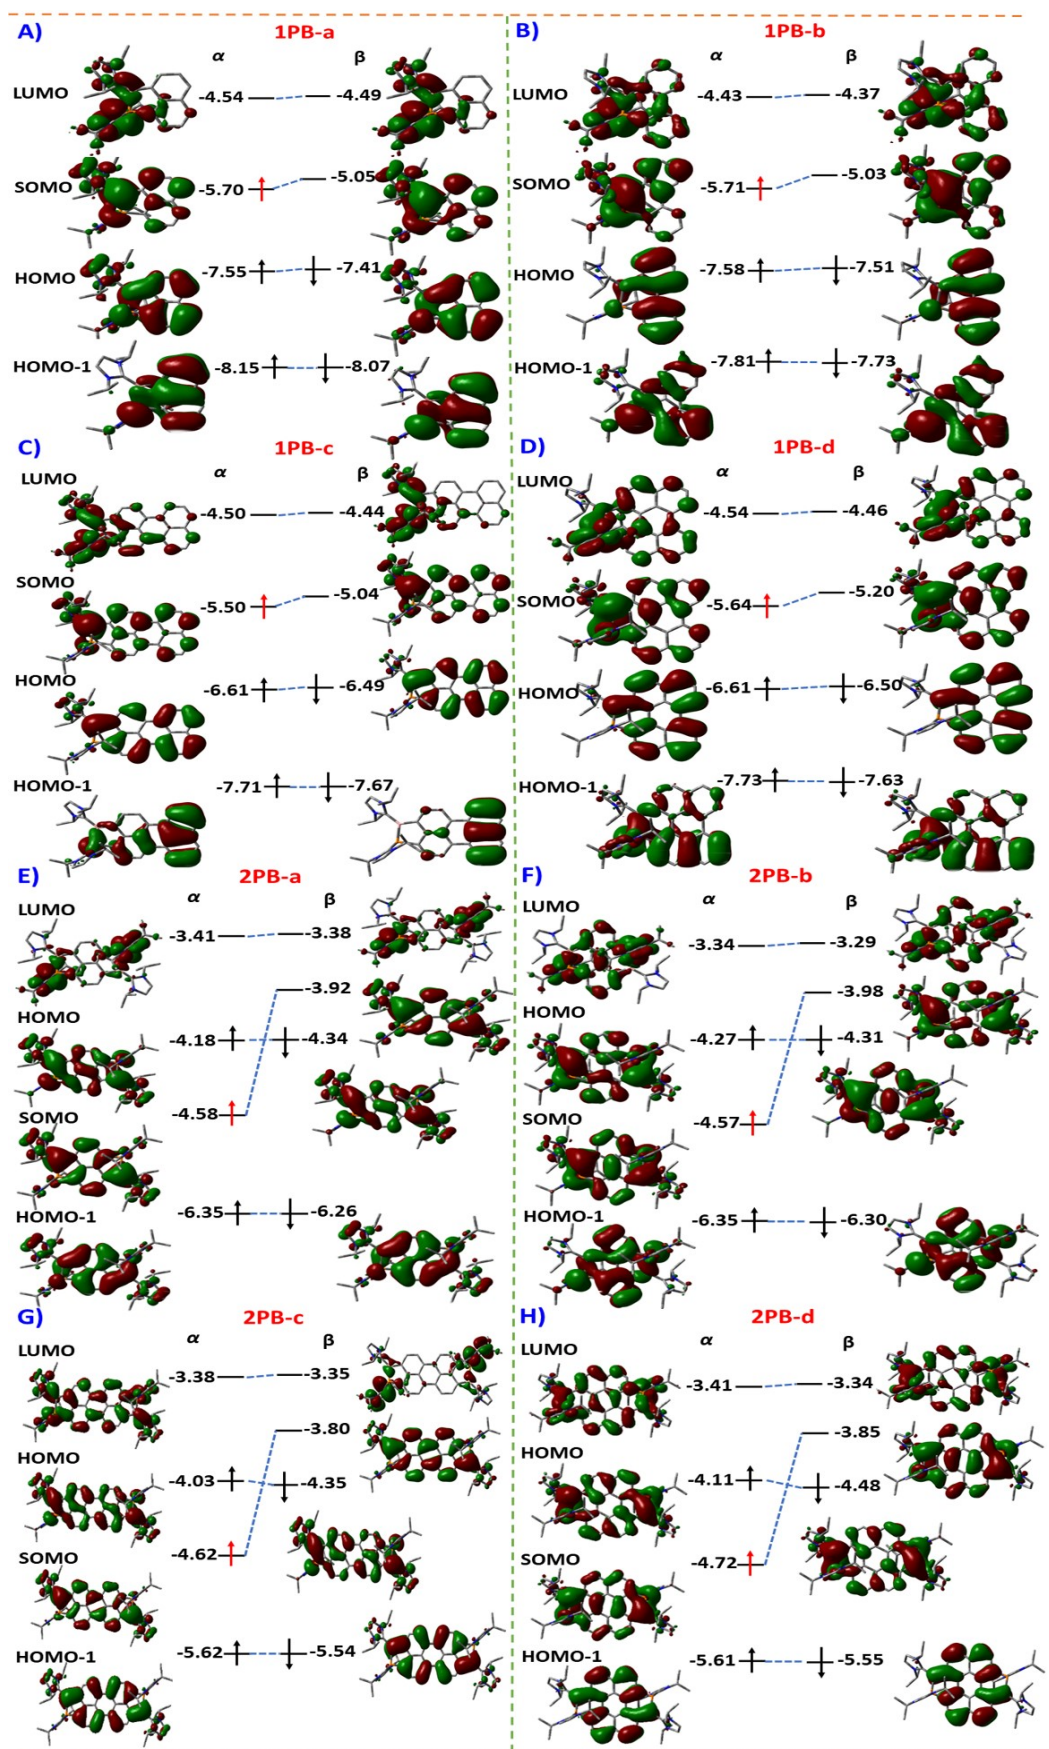 A)
1PB-a
α
β
LUMO
-4.54
-4.49
SOMO
-5.70
-5.05
HOMO
-7.55
-7.41
HOMO-1
-8.15
-8.07
B)
1PB-b
α
β
LUMO
-4.43
-4.37
SOMO
-5.71
-5.03
HOMO
-7.58
-7.51
HOMO-1
-7.81
-7.73
C)
1PB-c
α
β
LUMO
-4.50
-4.44
SOMO
-5.50
-5.04
HOMO
-6.61
-6.49
HOMO-1
-7.71
-7.67
D)
1PB-d
α
β
LUMO
-4.54
-4.46
SOMO
-5.64
-5.20
HOMO
-6.61
-6.50
HOMO-1
-7.73
-7.63
E)
2PB-a
α
β
LUMO
-3.41
-3.38
-3.92
HOMO
-4.18
-4.34
SOMO
-4.58
HOMO-1
-6.35
-6.26
F)
2PB-b
α
β
LUMO
-3.34
-3.29
-3.98
HOMO
-4.27
-4.31
SOMO
-4.57
HOMO-1
-6.35
-6.30
G)
2PB-c
α
β
LUMO
-3.38
-3.35
-3.80
HOMO
-4.03
-4.35
SOMO
-4.62
HOMO-1
-5.62
-5.54
H)
2PB-d
α
β
LUMO
-3.41
-3.34
-3.85
HOMO
-4.11
-4.48
SOMO
-4.72
HOMO-1
-5.61
-5.55